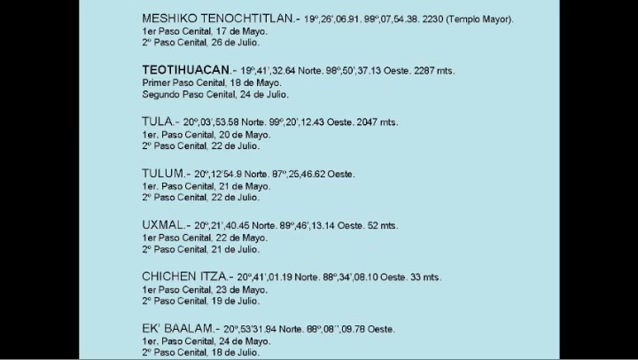 MESHIKO TENOCHTITLAN.- 19º,26',06.91. 99º,07,54.38. 2230 (Templo Mayor).
1er Paso Cenital, 17 de Mayo.
2º Paso Cenital, 26 de Julio.
TEOTIHUACAN.- 19º,41',32.64 Norte. 98º,50',37.13 Oeste. 2287 mts.
Primer Paso Cenital, 18 de Mayo.
Segundo Paso Cenital, 24 de Julio.
TULA.- 20º,03',53.58 Norte. 99º,20',12.43 Oeste. 2047 mts.
1er. Paso Cenital, 20 de Mayo.
2º Paso Cenital, 22 de Julio.
TULUM.- 20º,12'54.9 Norte. 87º,25,46.62 Oeste.
1er. Paso Cenital, 21 de Mayo.
2º Paso Cenital, 22 de Julio.
UXMAL.- 20º,21',40.45 Norte. 89º,46',13.14 Oeste. 52 mts.
1er Paso Cenital, 22 de Mayo.
2º Paso Cenital, 21 de Julio.
CHICHEN ITZA.- 20º,41',01.19 Norte. 88º,34',08.10 Oeste. 33 mts.
1er Paso Cenital, 23 de Mayo.
2º Paso Cenital, 19 de Julio.
EK' BAALAM.- 20º,53'31.94 Norte. 88º,08'',09.78 Oeste.
1er. Paso Cenital, 24 de Mayo.
2º Paso Cenital, 18 de Julio.